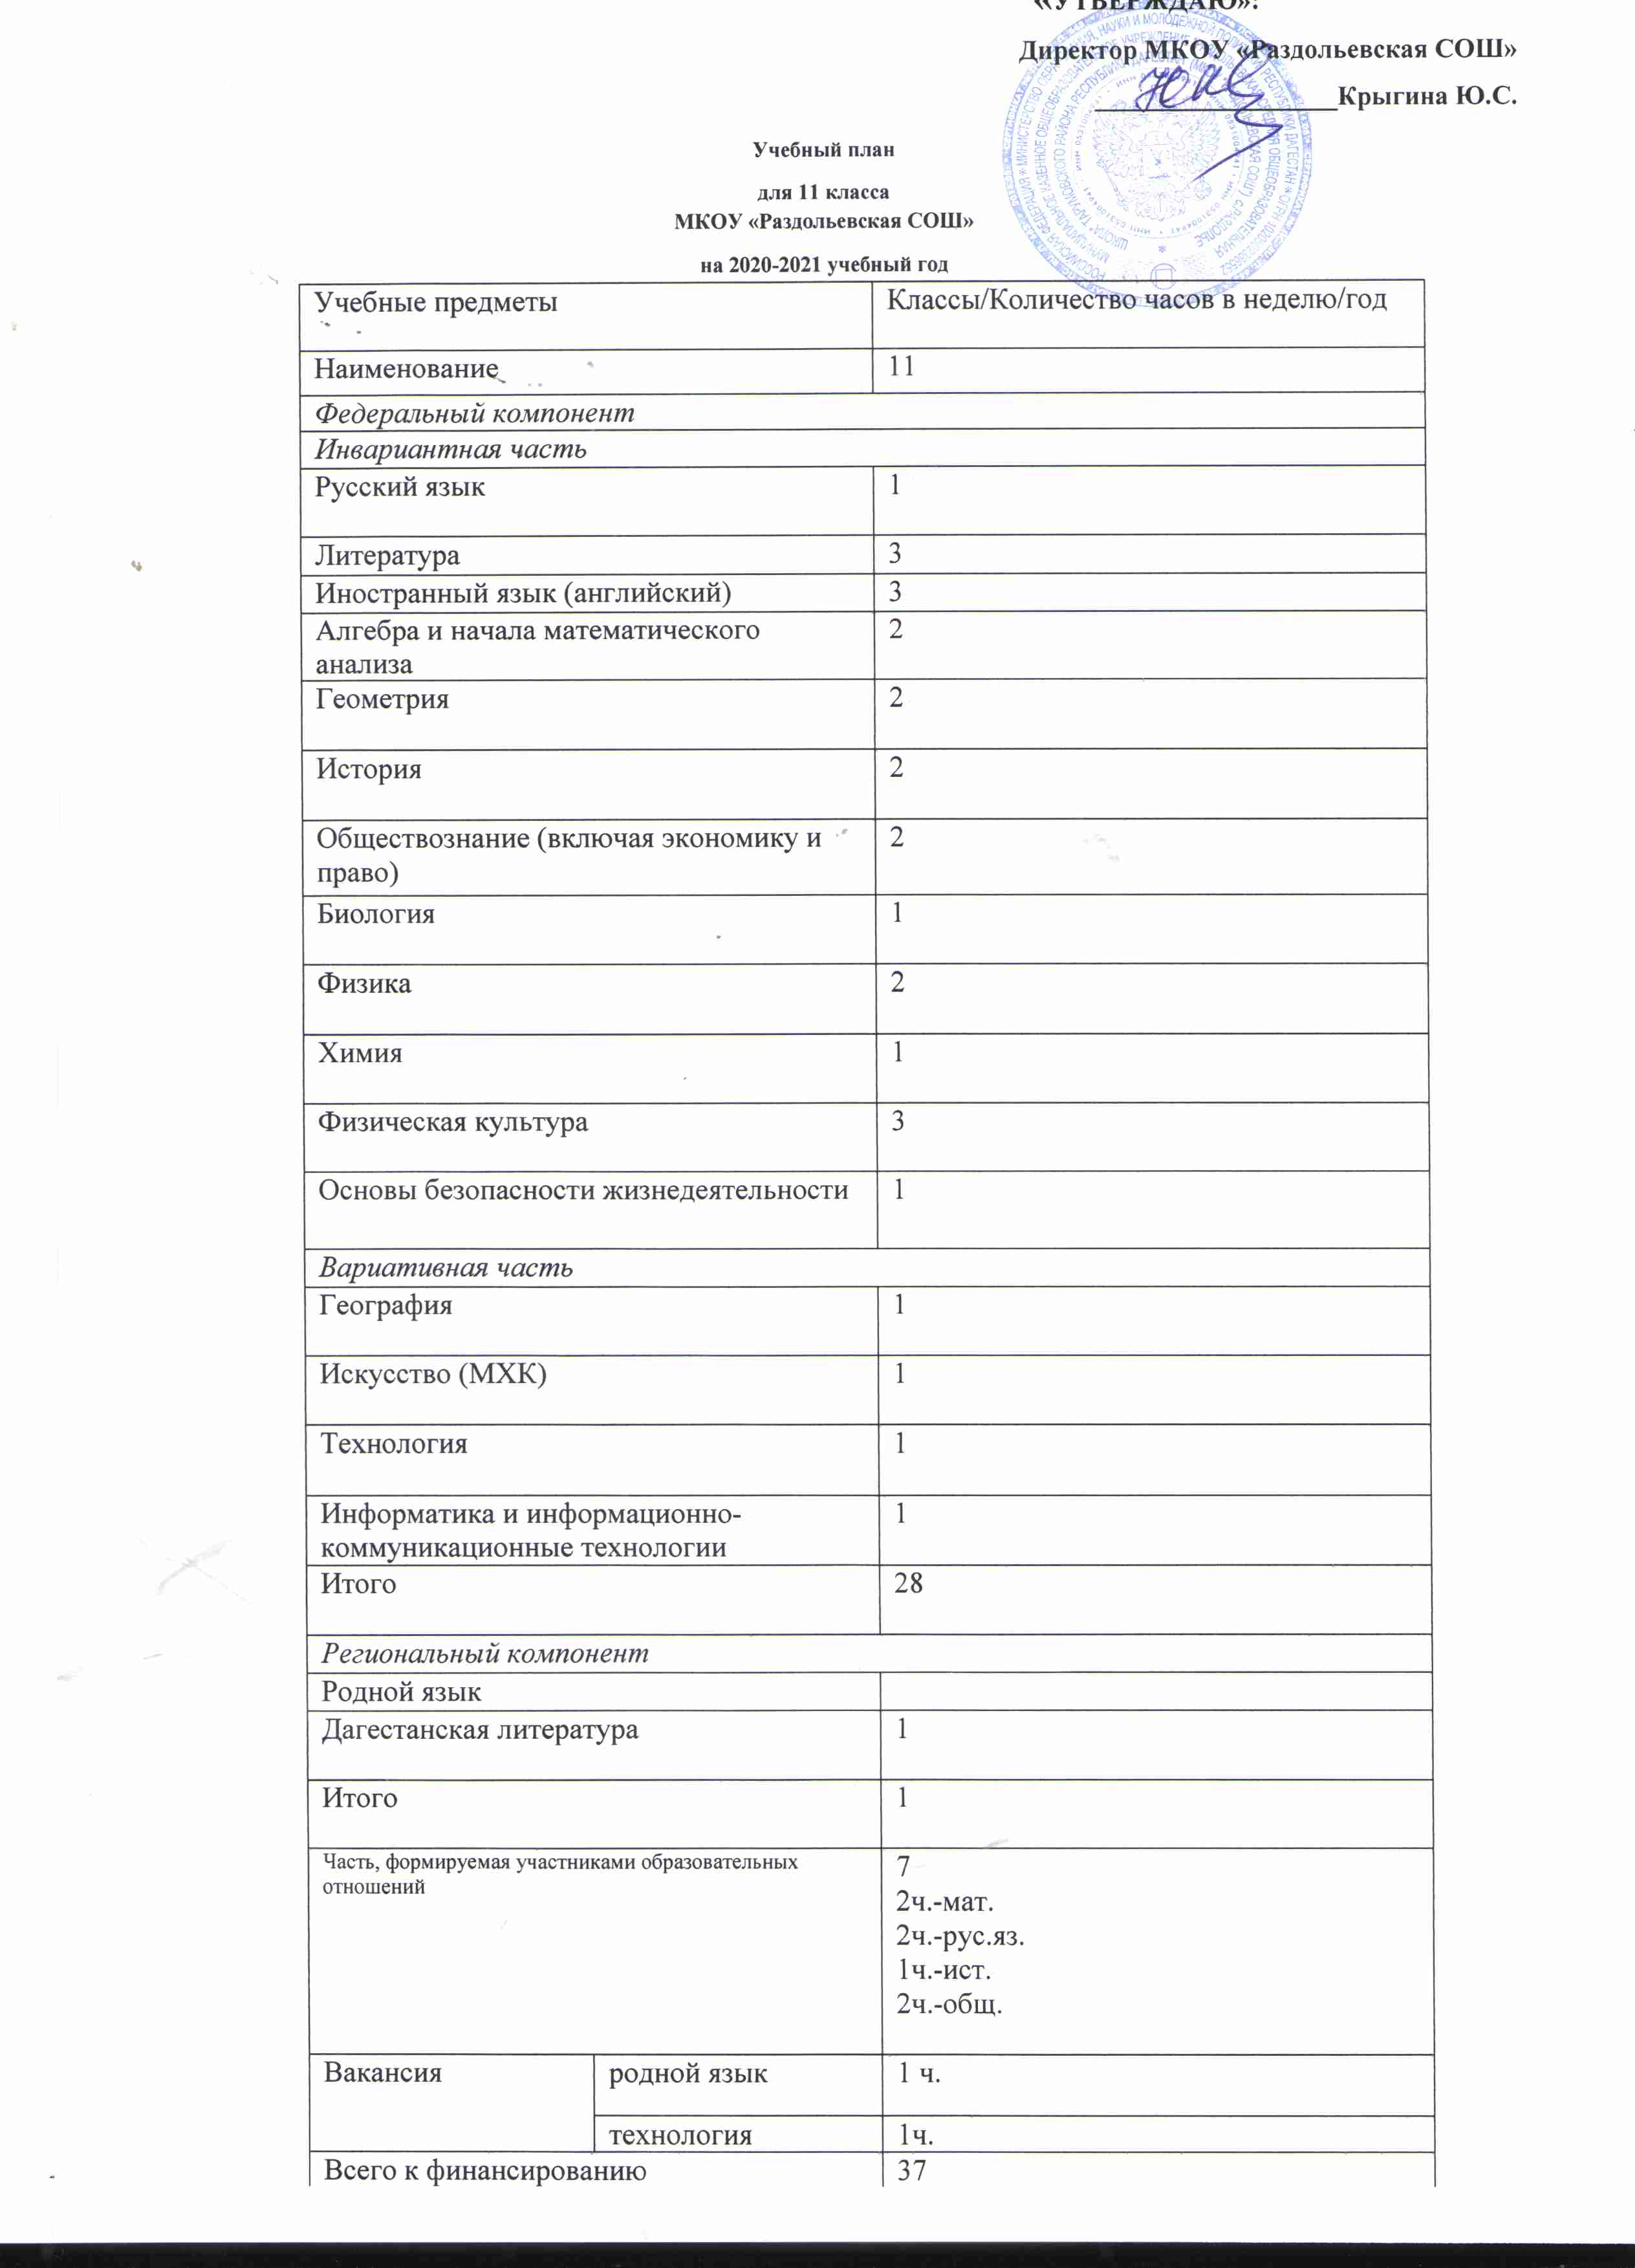 «УТВЕРЖДАЮ»:
Директор МКОУ «Раздольевская СОШ»
Крыгина Ю.С.
Учебный план
для 11 класса
МКОУ «Раздольевская СОШ»
на 2020-2021 учебный год
Учебные предметы
Классы/Количество часов в неделю/год
Наименование
11
Федеральный компонент
Инвариантная часть
Русский язык
1
Литература
3
Иностранный язык (английский)
3
Алгебра и начала математического
анализа
2
Геометрия
2
История
2
Обществознание (включая экономику и
право)
2
Биология
1
Физика
2
Химия
1
Физическая культура
3
Основы безопасности жизнедеятельности
1
Вариативная часть
География
1
Искусство (МХК)
1
Технология
1
Информатика и информационно-
коммуникационные технологии
1
Итого
28
Региональный компонент
Родной язык
Дагестанская литература
1
Итого
1
Часть, формируемая участниками образовательных
отношений
7
2ч.-мат.
2ч.-рус.яз.
1ч.-ист.
2ч.-общ.
Вакансия
родной язык
1 ч.
технология
1ч.
Всего к финансированию
37